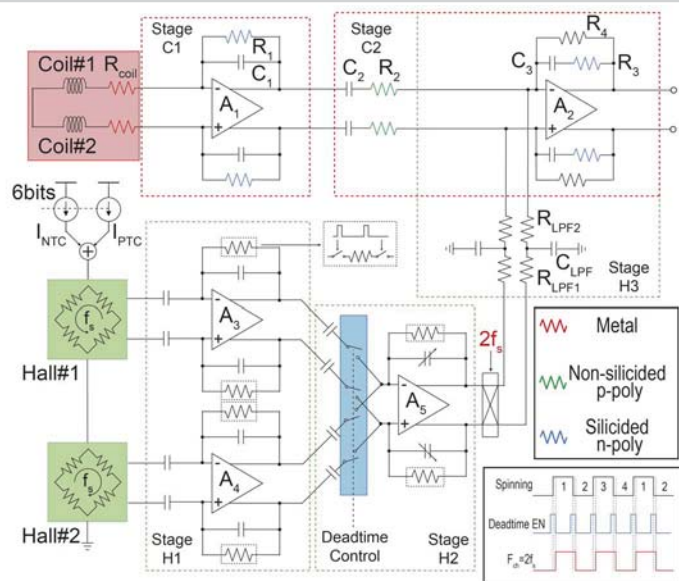 Stage
C1
R1
C1
A1
Coil#1
Rcoil
Coil#2
Stage
C2
C2
R2
R4
C3
R3
A2
6bits
INTC
IPTC
fs
Hall#1
fs
Hall#2
A3
A4
Stage
H1
Deadtime
Control
A5
Stage
H2
2fs
RLPF2
CLPF
RLPF1
Stage
H3
Metal
Non-silicided
p-poly
Silicided
n-poly
Spinning
1 2 3 4 1 2
Deadtime EN
Fch=2fs